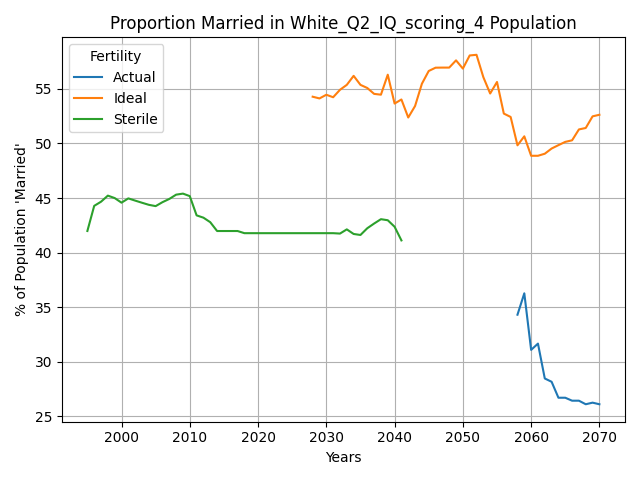 Proportion Married in White_Q2_IQ_scoring_4 Population
Fertility
Actual
Ideal
Sterile
% of Population 'Married'
55
50
45
40
35
30
25
2000 2010 2020 2030 2040 2050 2060 2070
Years